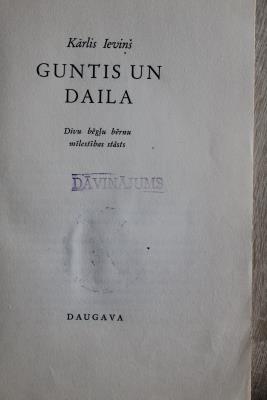 Kārlis Ieviņš
GUNTIS UN
DAILA
Divu bēgļu bērnu
mīlestības stāsts
DĀVINĀJUMS
DAUGAVA